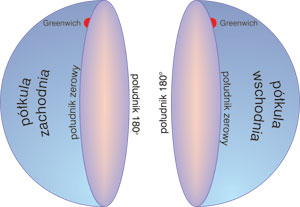 Greenwich
półkula
zachodnia
południk zerowy
południk 180°
południk 180°
Greenwich
południk zerowy
półkula
wschodnia